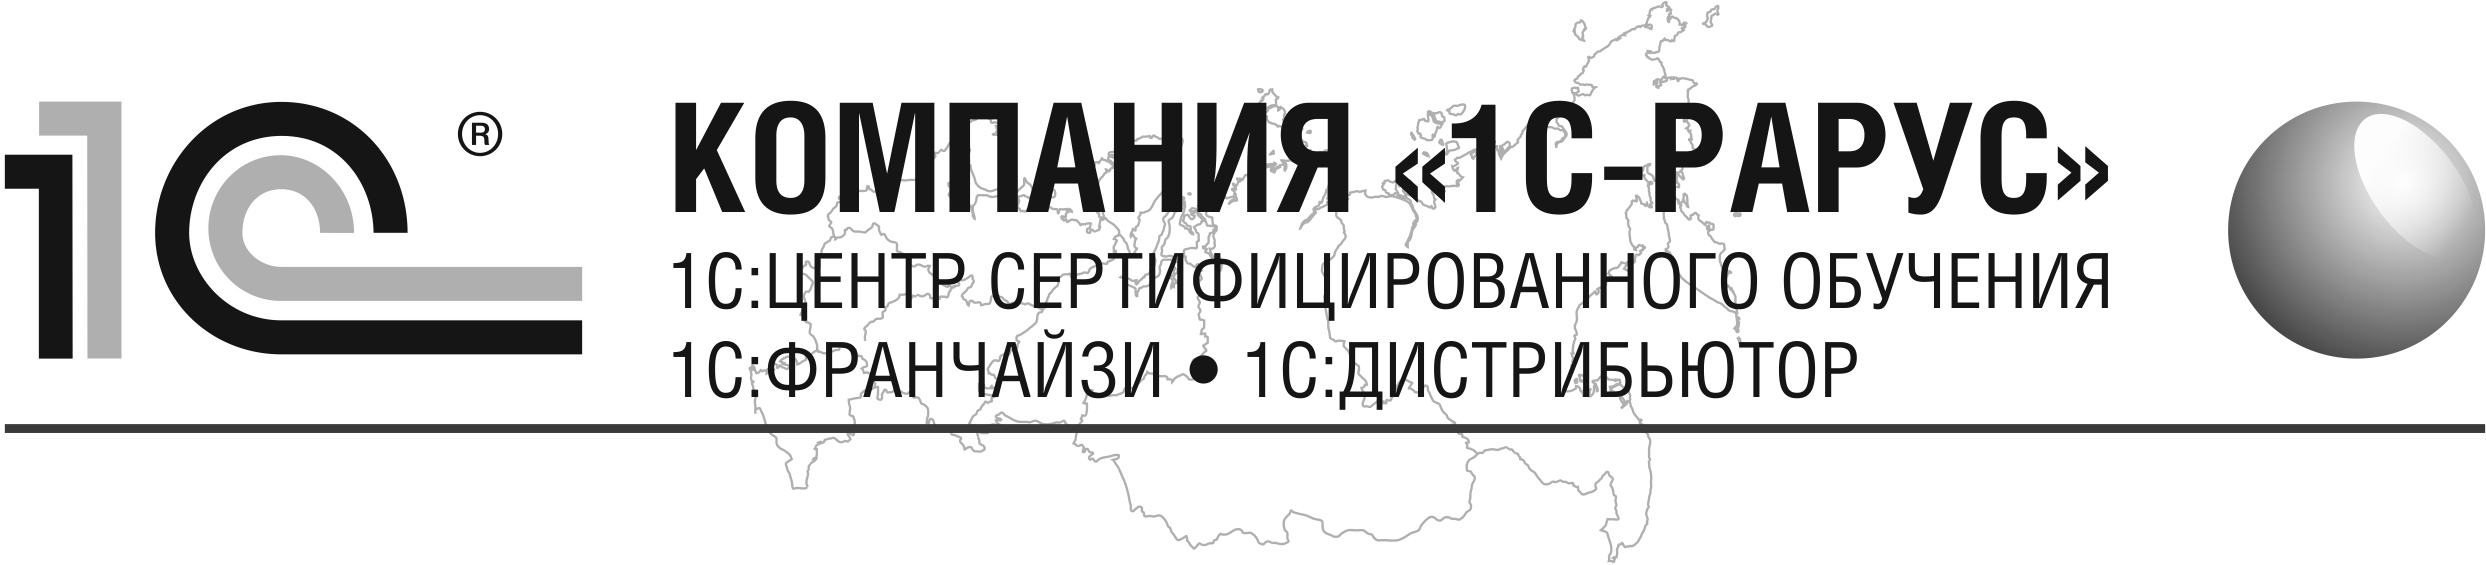 1С®
КОМПАНИЯ «1С-РАРУС»
1С:ЦЕНТР СЕРТИФИЦИРОВАННОГО ОБУЧЕНИЯ
1С:ФРАНЧАЙЗИ ● 1С:ДИСТРИБЬЮТОР